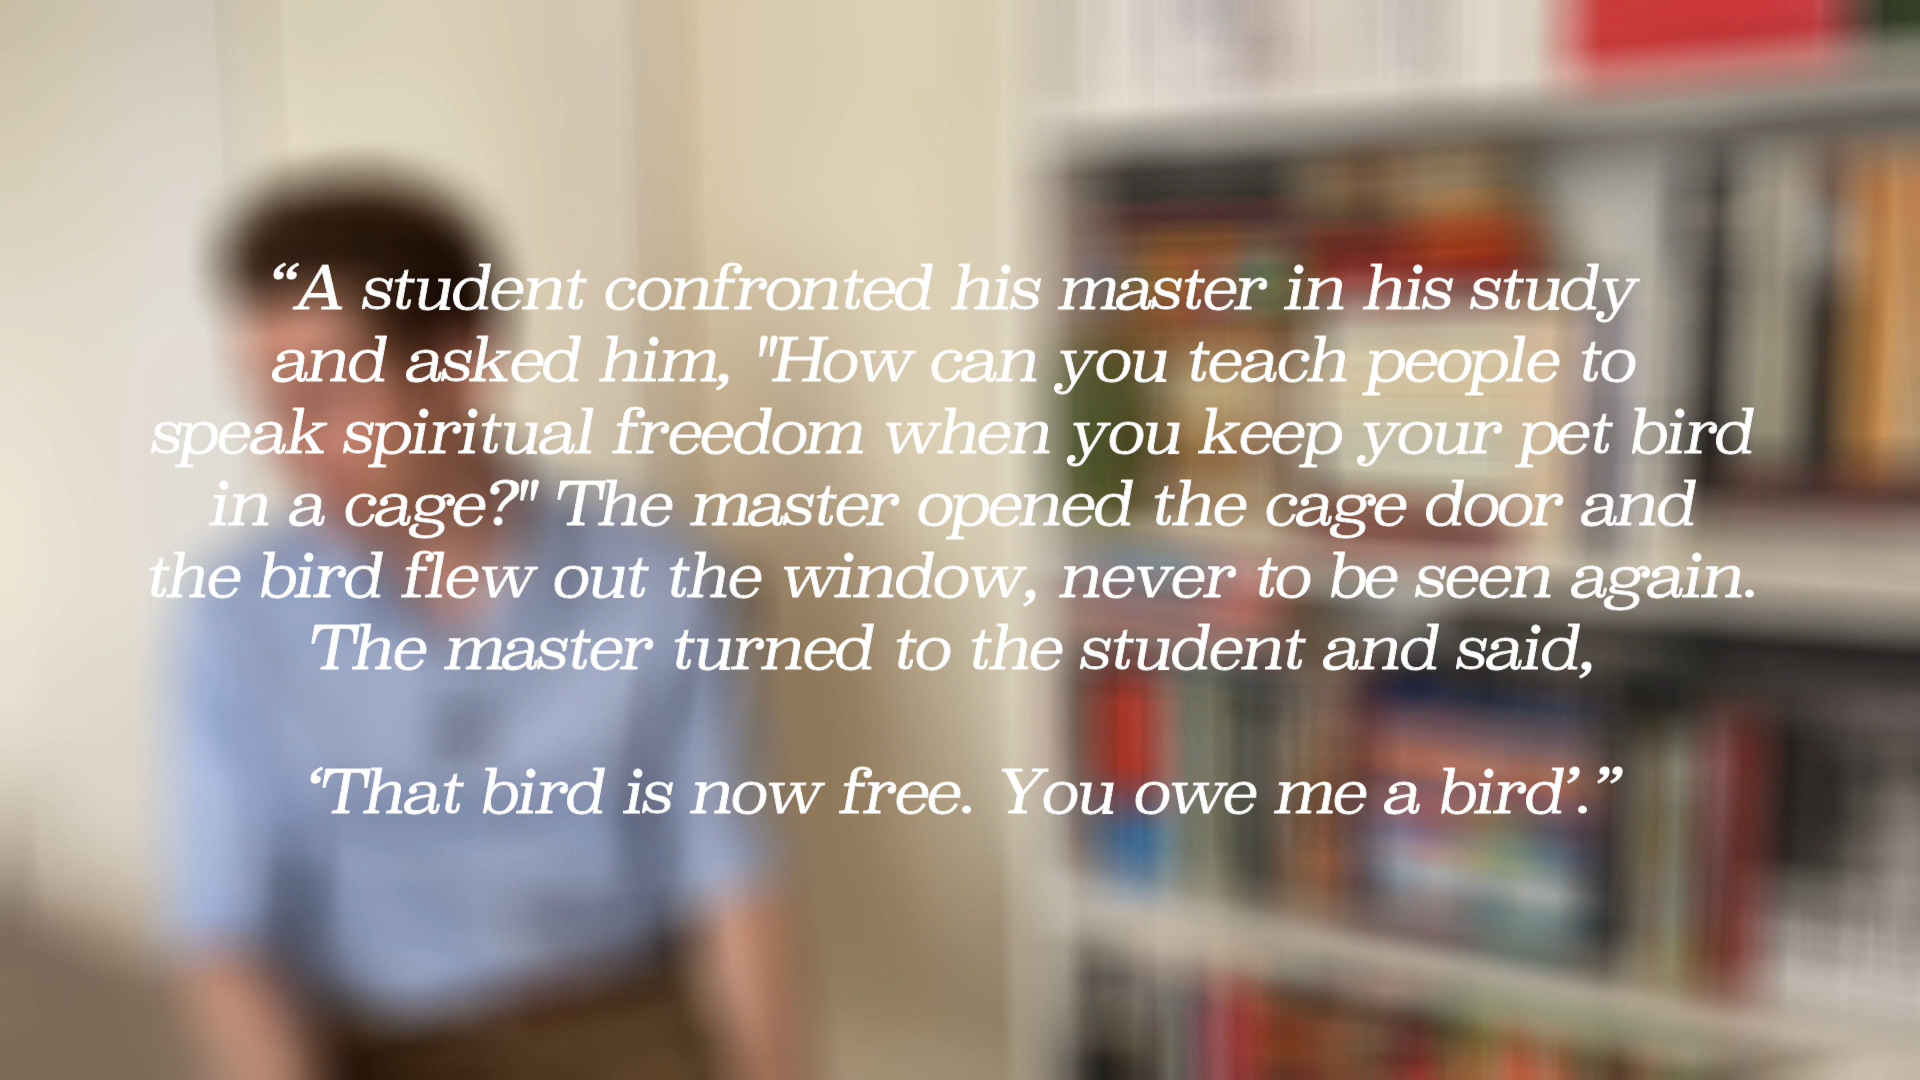 “A student confronted his master in his study
and asked him, "How can you teach people to
speak spiritual freedom when you keep your pet bird
in a cage?" The master opened the cage door and
the bird flew out the window, never to be seen again.
The master turned to the student and said,
‘That bird is now free. You owe me a bird’.”